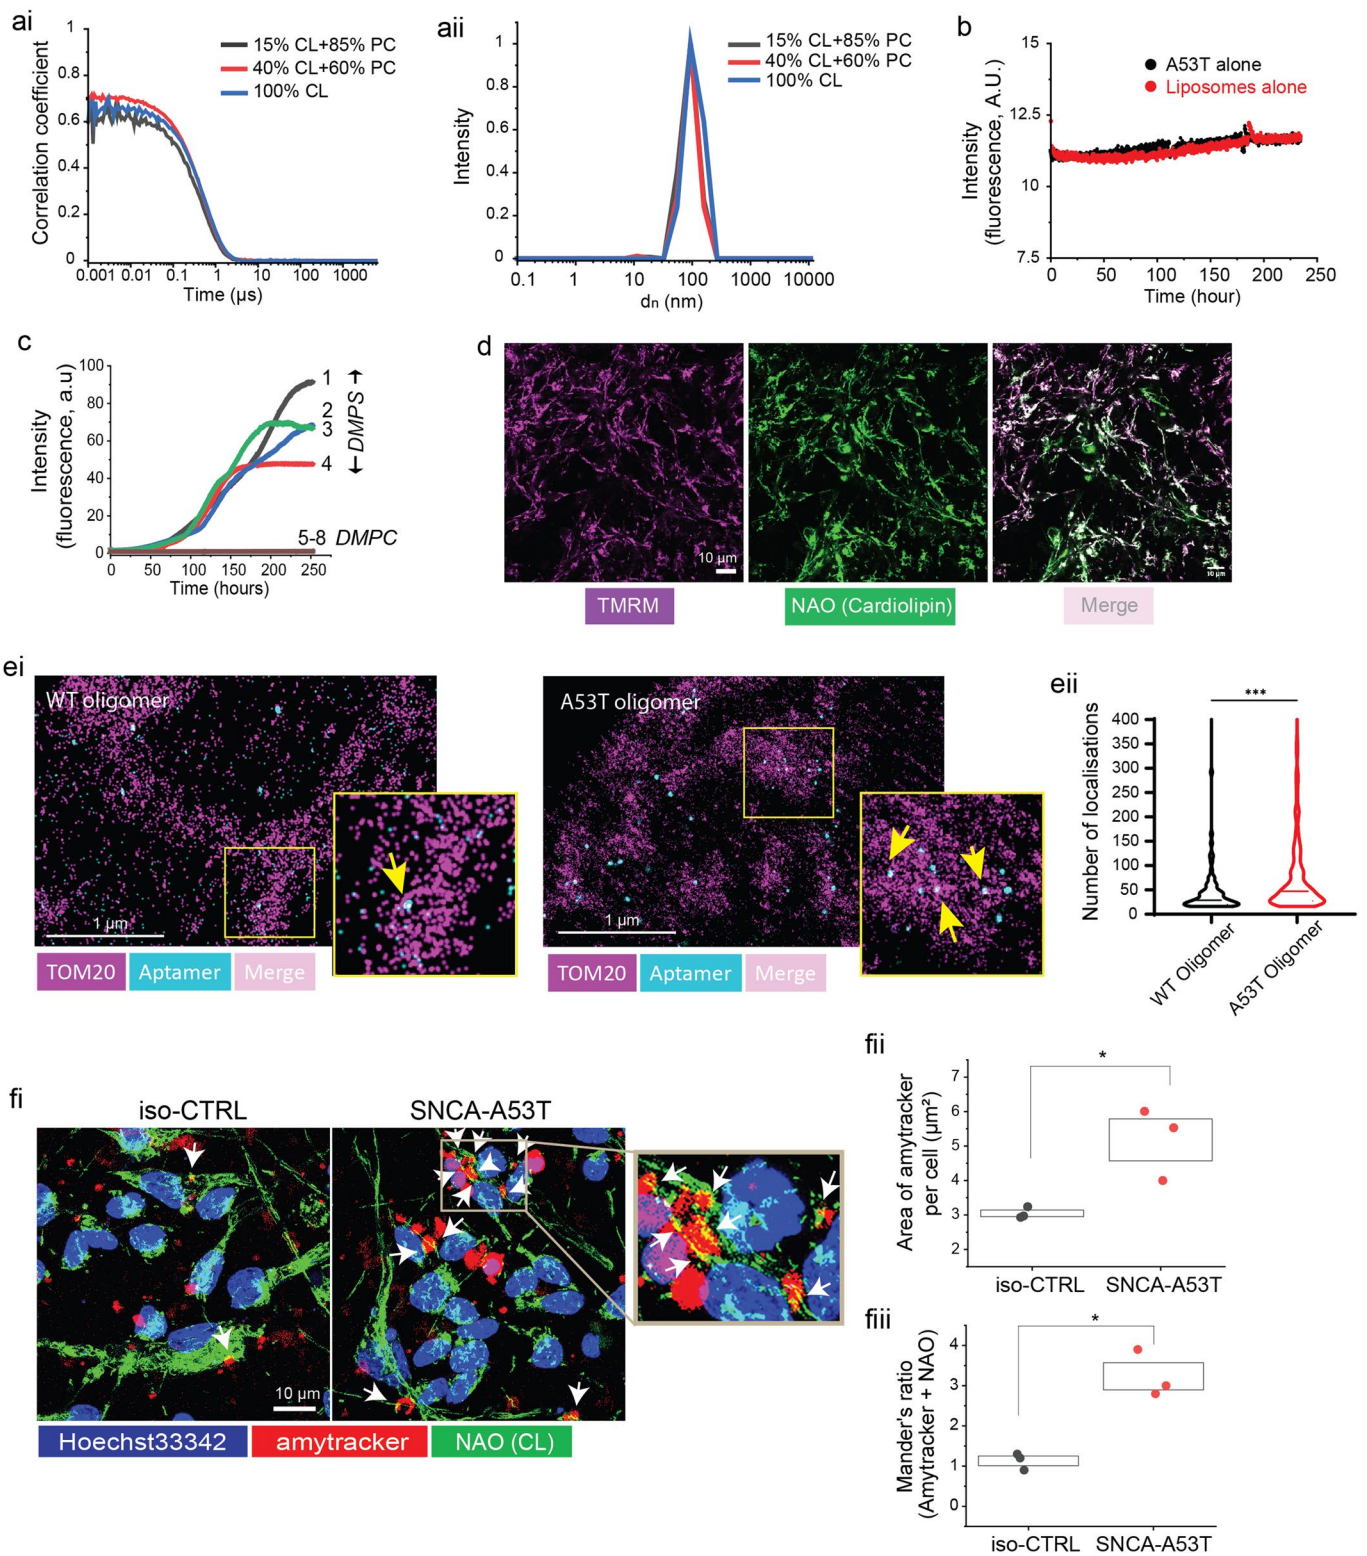 ai
1
0.8
0.6
0.4
0.2
0
Correlation coefficient
15% CL+85% PC
40% CL+60% PC
100% CL
0.001
0.01
0.1
1
10
100
1000
Time (µs)
aii
1
0.8
0.6
0.4
0.2
0
Intensity
15% CL+85% PC
40% CL+60% PC
100% CL
0.1
1
10
100
1000
10000
dn (nm)
b
15
12.5
10
7.5
Intensity
(fluorescence, A.U.)
A53T alone
Liposomes alone
0
50
100
150
200
250
Time (hour)
c
100
80
60
40
20
0
Intensity
(fluorescence, a.u)
1
2
3
4
DMPS
5-8 DMPC
0
50
100
150
200
250
Time (hours)
d
10 µm
10 µm
TMRM
NAO (Cardiolipin)
Merge
ei
WT oligomer
1 µm
TOM20
Aptamer
Merge
A53T oligomer
1 µm
TOM20
Aptamer
Merge
eii
***
400
350
300
250
200
150
100
50
0
Number of localisations
WT Oligomer
A53T Oligomer
fi
iso-CTRL
SNCA-A53T
10 µm
Hoechst33342
amytracker
NAO (CL)
fii
*
7
6
5
4
3
2
Area of amytracker
per cell (µm²)
iso-CTRL
SNCA-A53T
fiii
*
4
3
2
1
0
Mander's ratio
(Amytracker + NAO)
iso-CTRL
SNCA-A53T